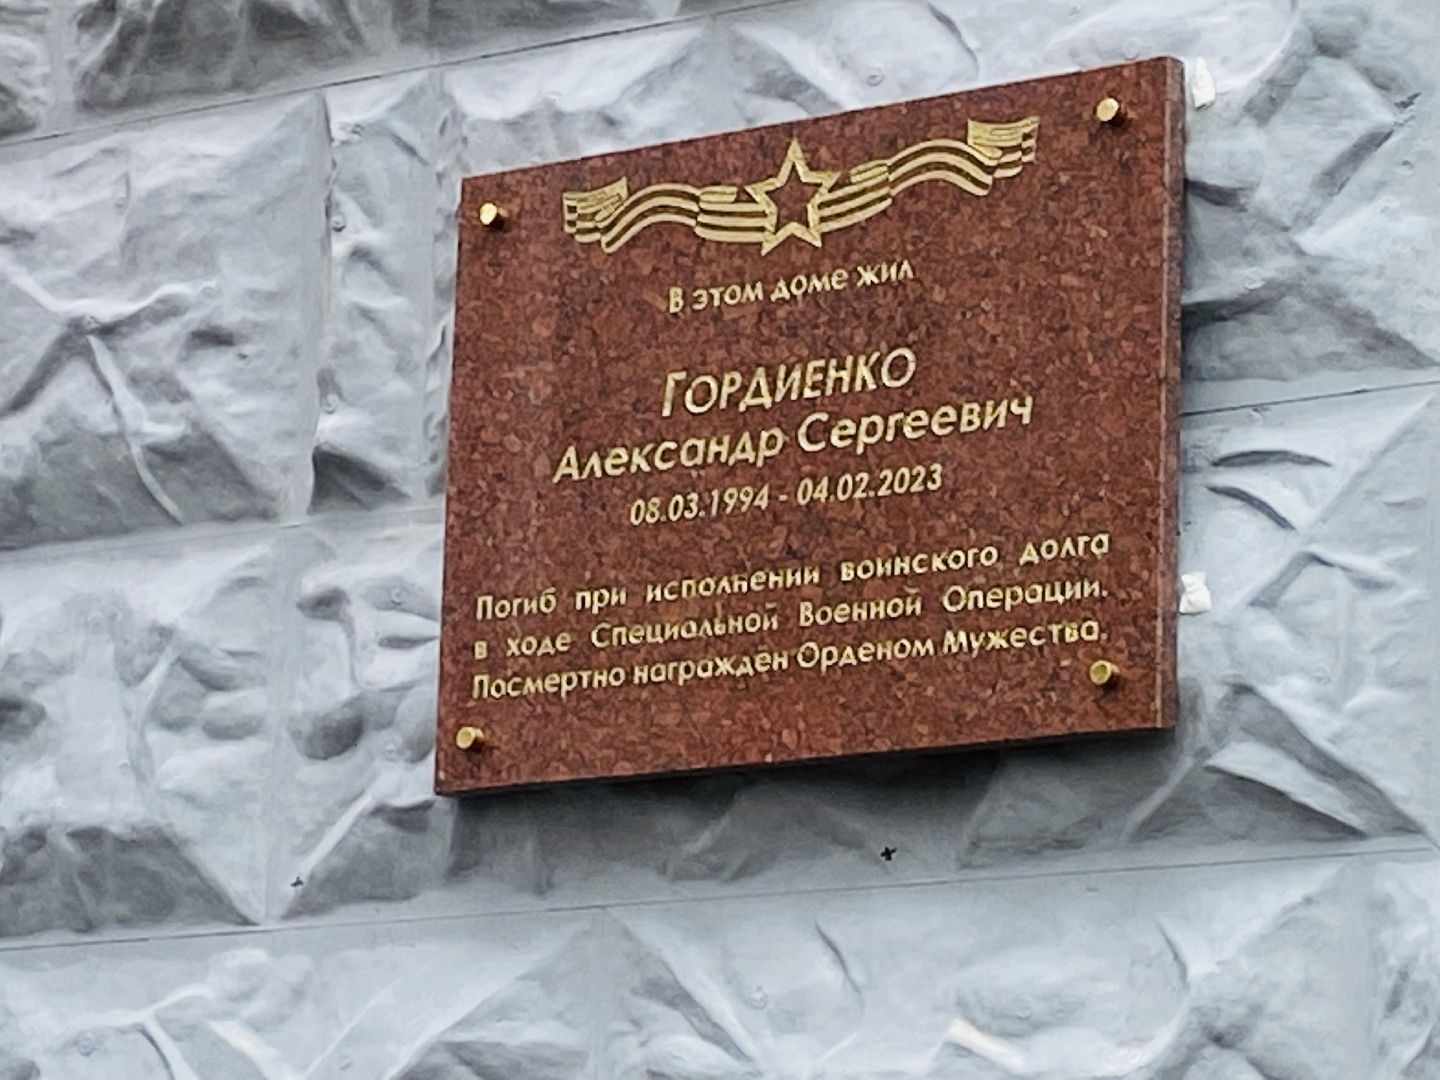 В этом доме жил
ГОРДИЕНКО
Александр Сергеевич
08.03.1994 - 04.02.2023
Погиб при исполнении воинского долга
в ходе Специальной Военной Операции.
Посмертно награждён Орденом Мужества.